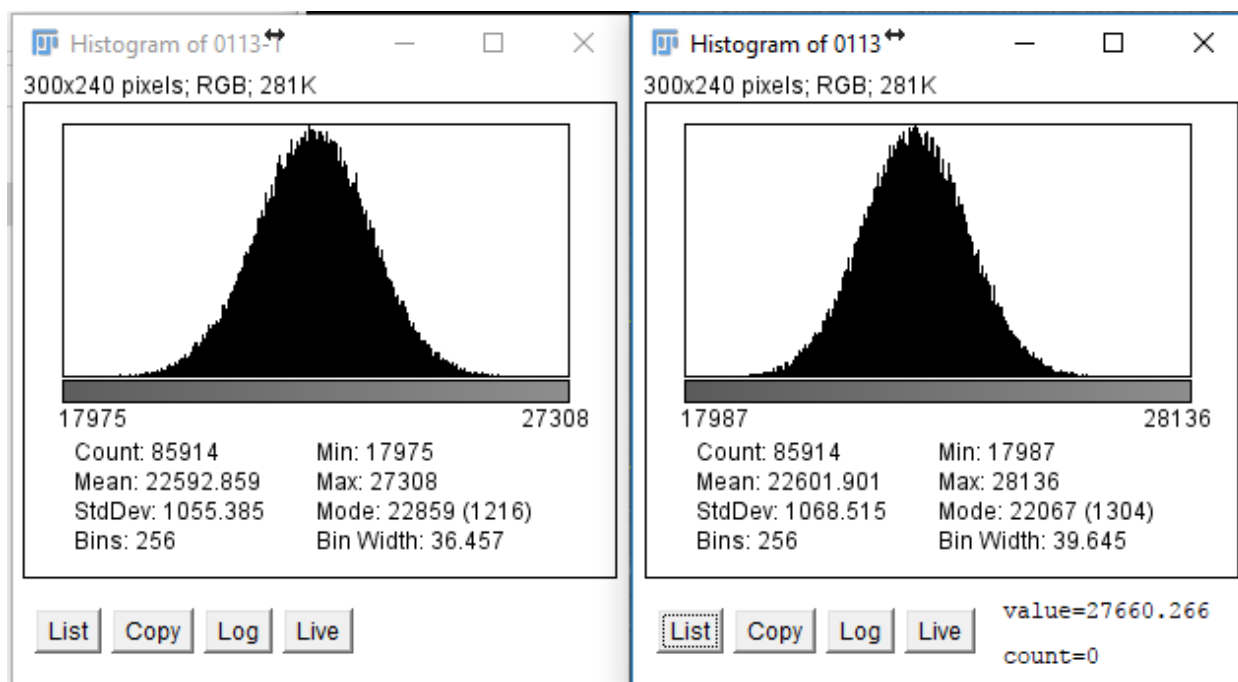 Histogram of 0113-1
300x240 pixels; RGB; 281K
17975 27308
Count: 85914 Min: 17975
Mean: 22592.859 Max: 27308
StdDev: 1055.385 Mode: 22859 (1216)
Bins: 256 Bin Width: 36.457
List Copy Log Live
Histogram of 0113
300x240 pixels; RGB; 281K
17987 28136
Count: 85914 Min: 17987
Mean: 22601.901 Max: 28136
StdDev: 1068.515 Mode: 22067 (1304)
Bins: 256 Bin Width: 39.645
List Copy Log Live
value=27660.266
count=0